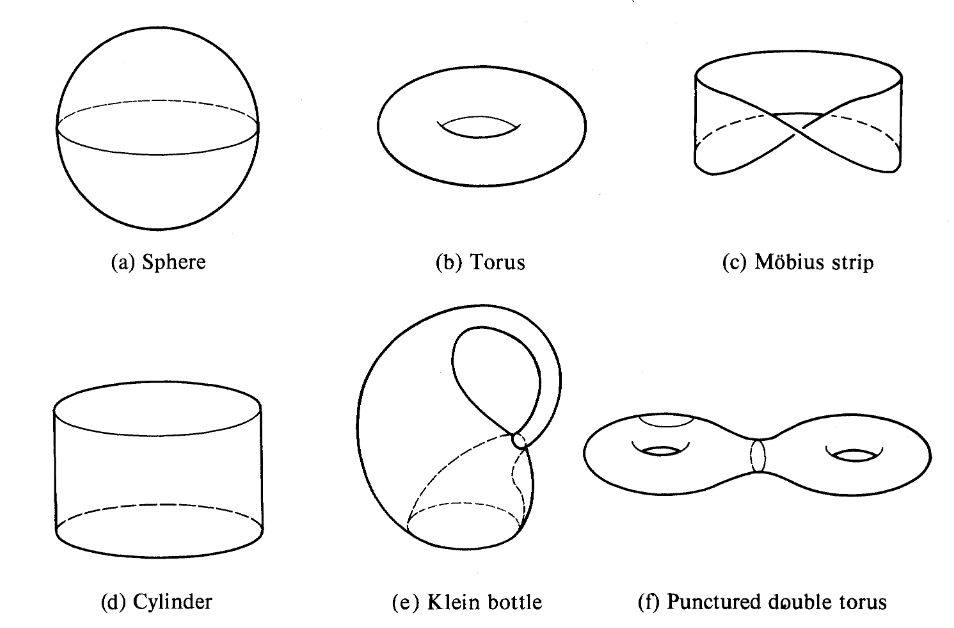 (a) Sphere
(b) Torus
(c) Möbius strip
(d) Cylinder
(e) Klein bottle
(f) Punctured double torus